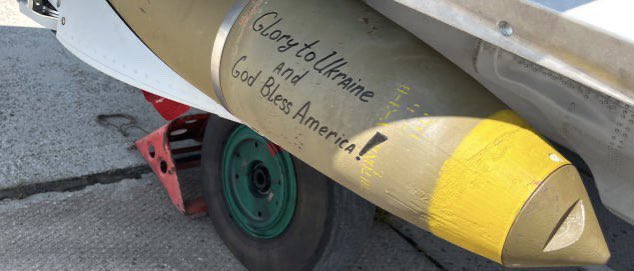 Glory to Ukraine
and
God Bless America!